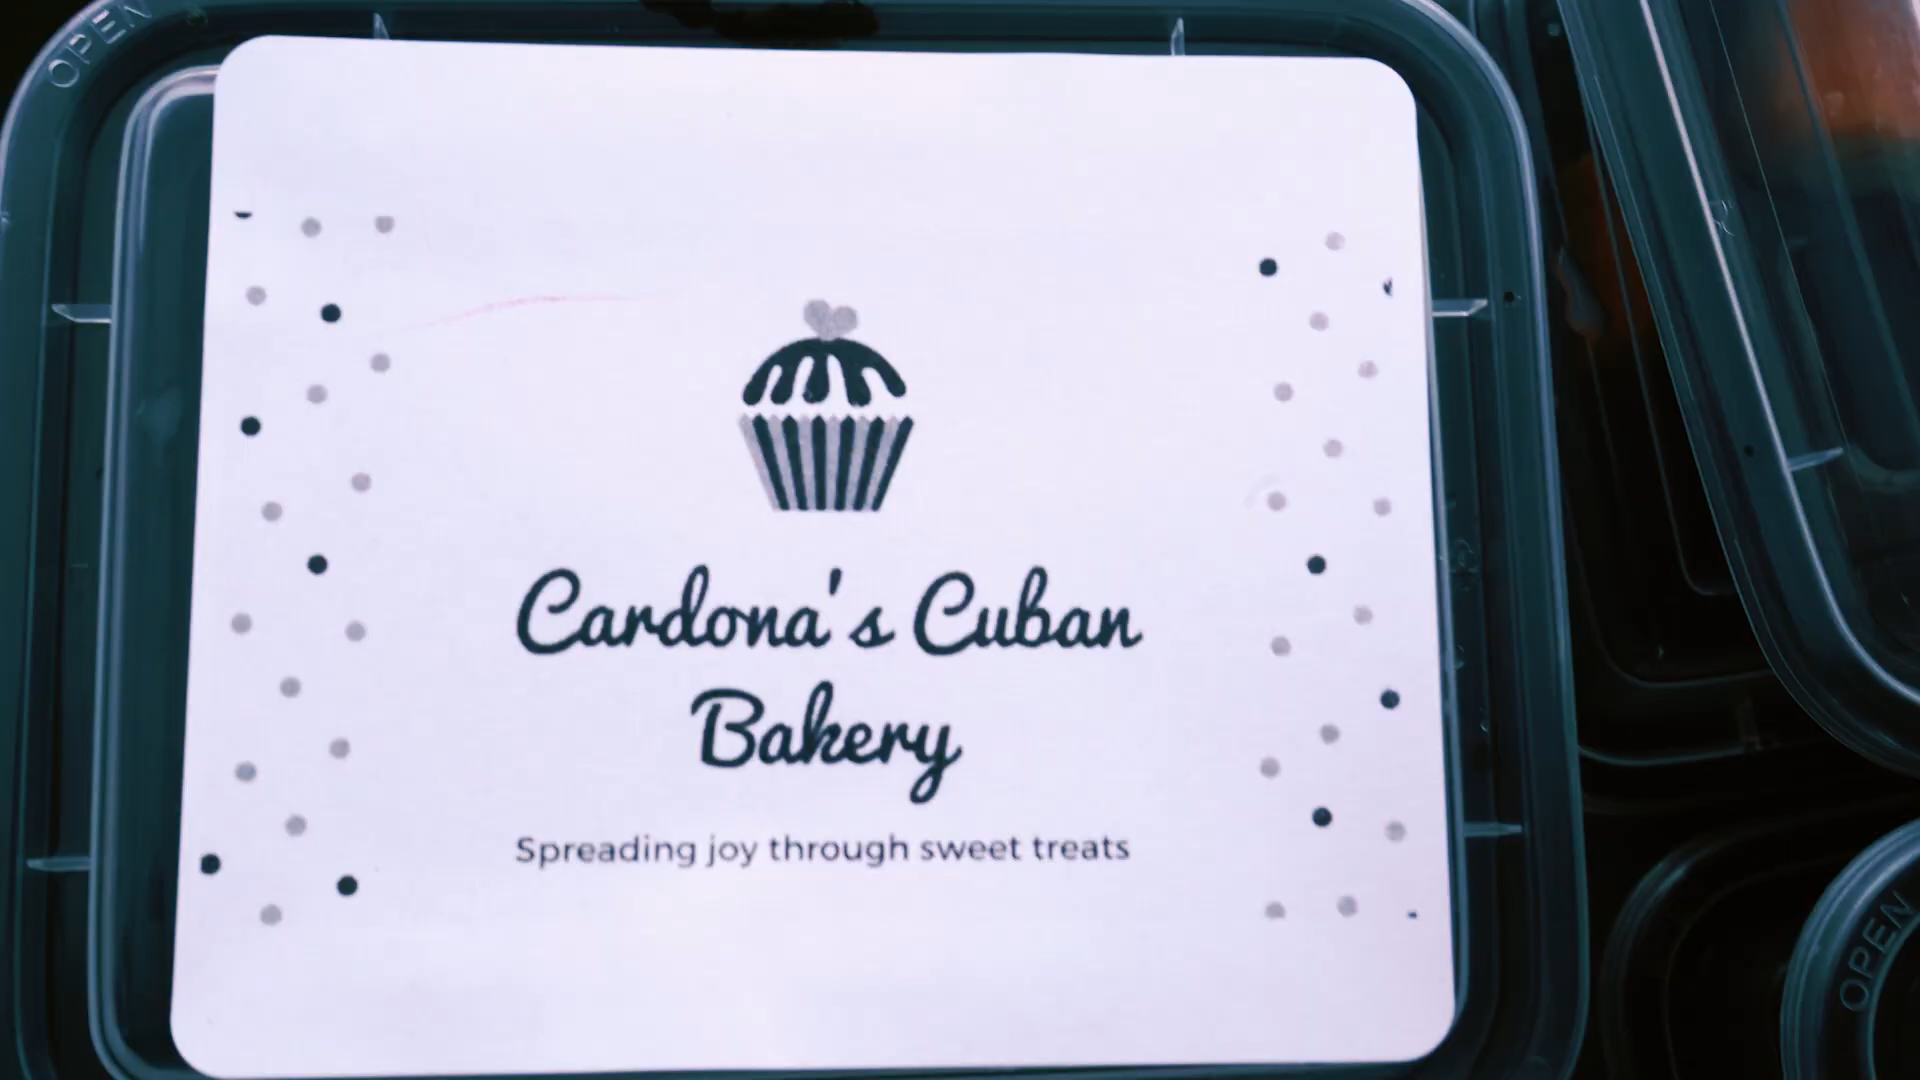 OPEN
Cardona's Cuban
Bakery
Spreading joy through sweet treats
OPEN